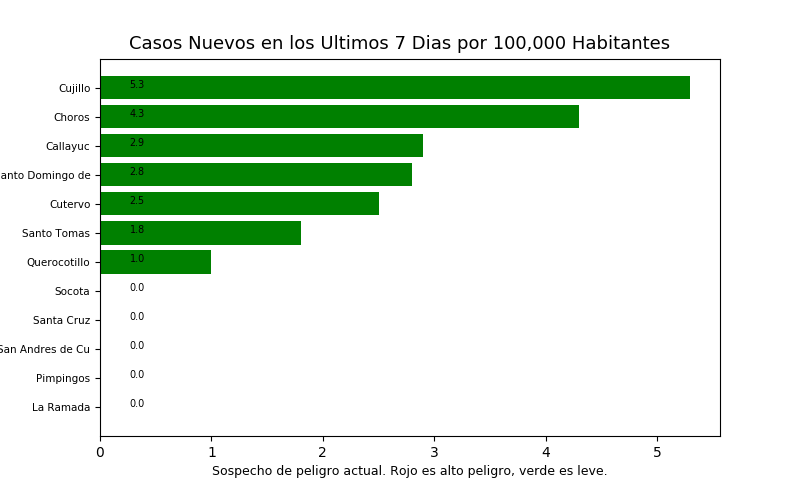 Casos Nuevos en los Ultimos 7 Dias por 100,000 Habitantes
Cujillo 5.3
Choros 4.3
Callayuc 2.9
anto Domingo de 2.8
Cutervo 2.5
Santo Tomas 1.8
Querocotillo 1.0
Socota 0.0
Santa Cruz 0.0
San Andres de Cu 0.0
Pimpingos 0.0
La Ramada 0.0
0 1 2 3 4 5
Sospecho de peligro actual. Rojo es alto peligro, verde es leve.